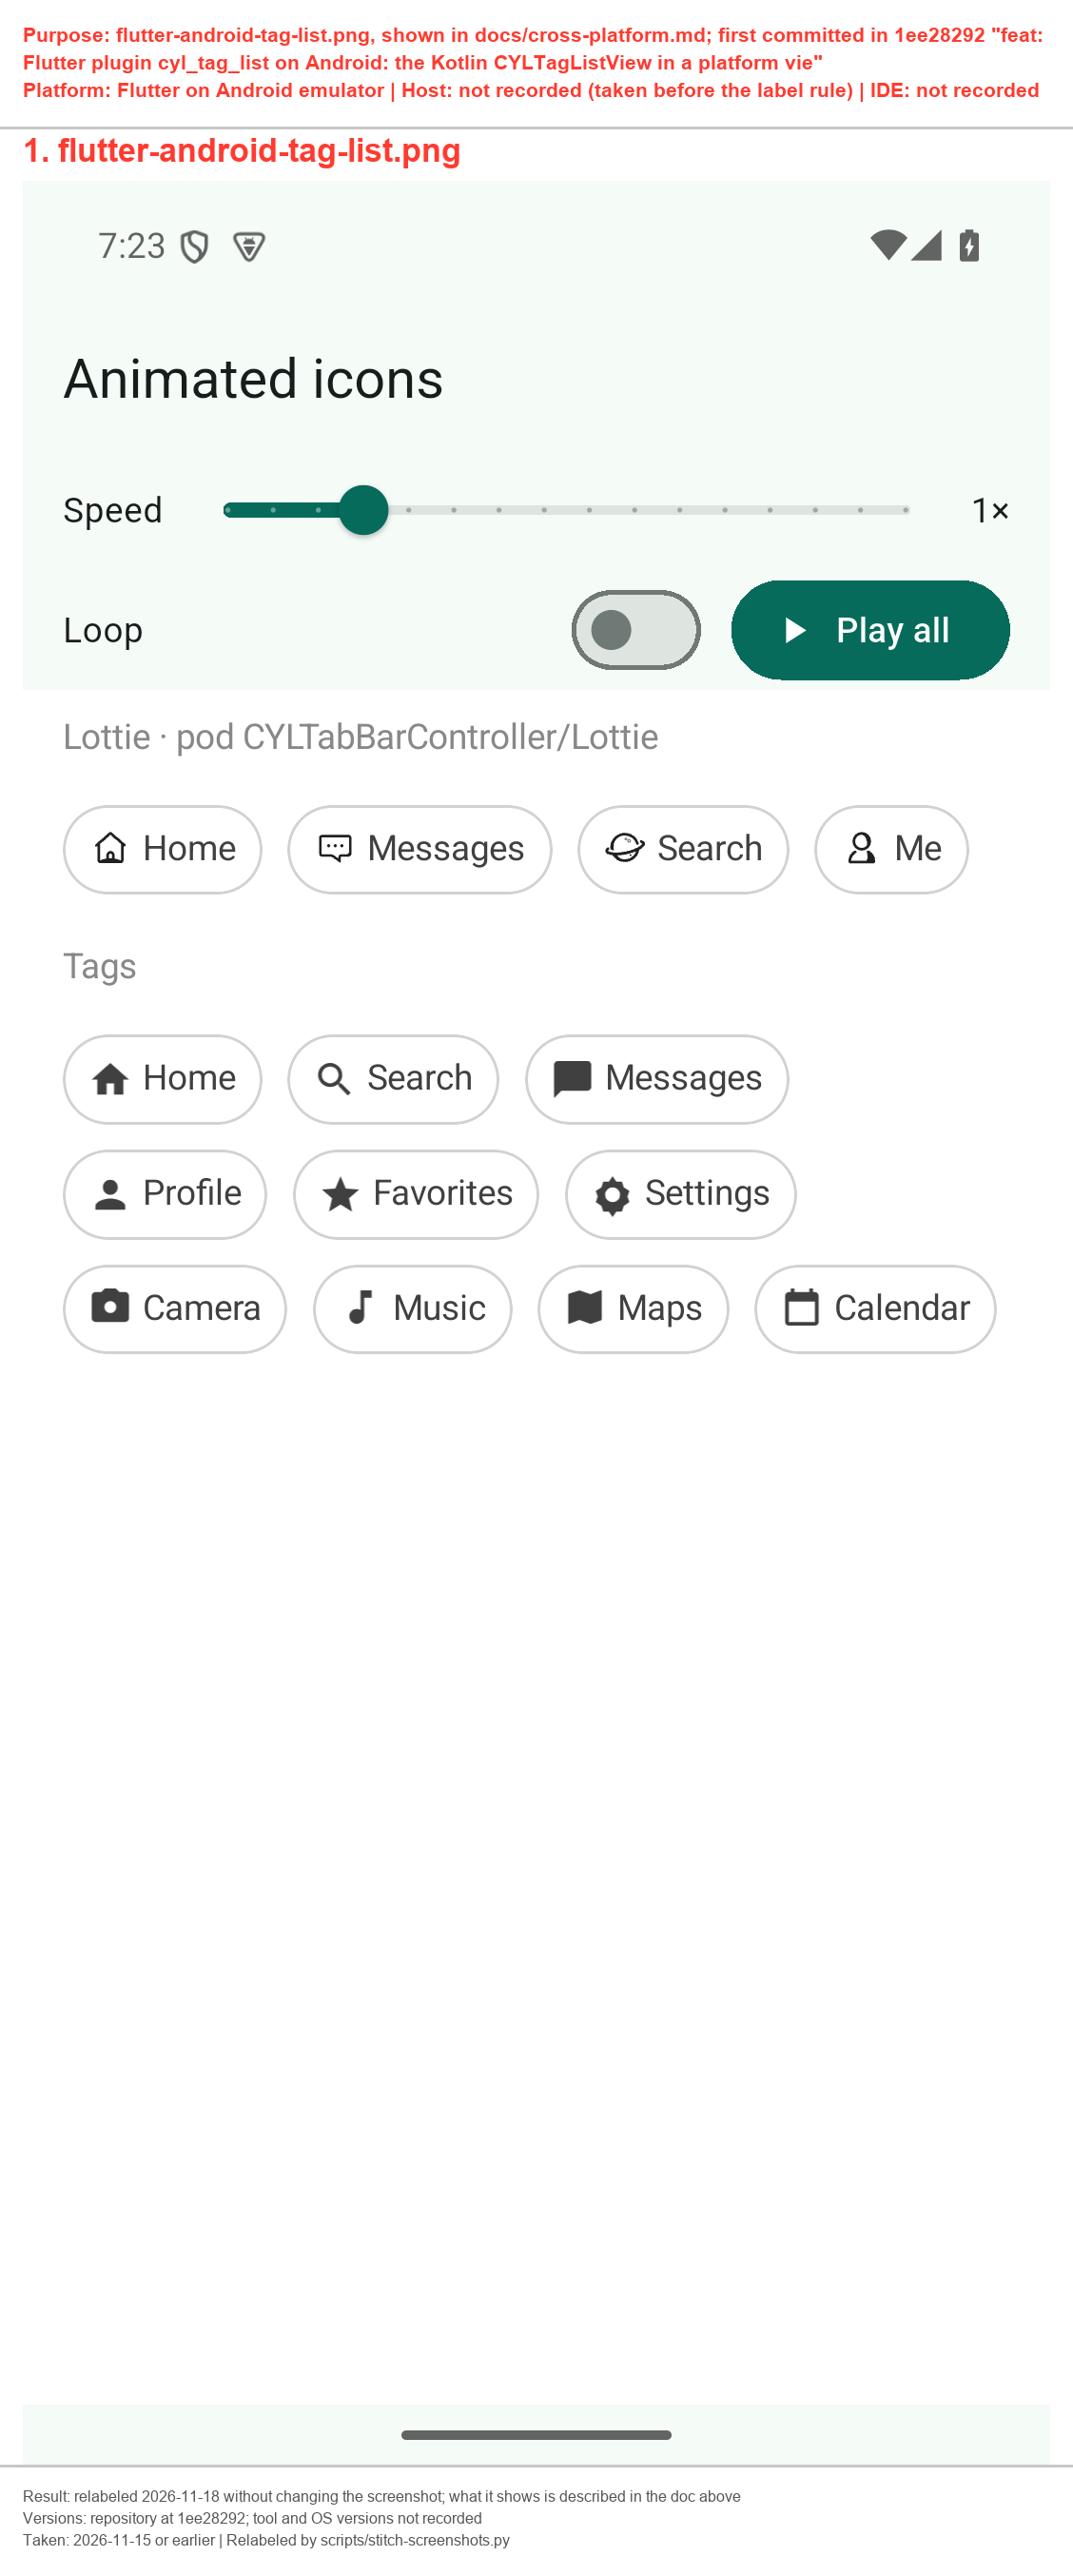 Purpose: flutter-android-tag-list.png, shown in docs/cross-platform.md; first committed in 1ee28292 "feat:
Flutter plugin cyl_tag_list on Android: the Kotlin CYLTagListView in a platform vie"
Platform: Flutter on Android emulator | Host: not recorded (taken before the label rule) | IDE: not recorded
1. flutter-android-tag-list.png
7:23
Animated icons
Speed 1×
Loop Play all
Lottie · pod CYLTabBarController/Lottie
Home Messages Search Me
Tags
Home Search Messages
Profile Favorites Settings
Camera Music Maps Calendar
Result: relabeled 2026-11-18 without changing the screenshot; what it shows is described in the doc above
Versions: repository at 1ee28292; tool and OS versions not recorded
Taken: 2026-11-15 or earlier | Relabeled by scripts/stitch-screenshots.py